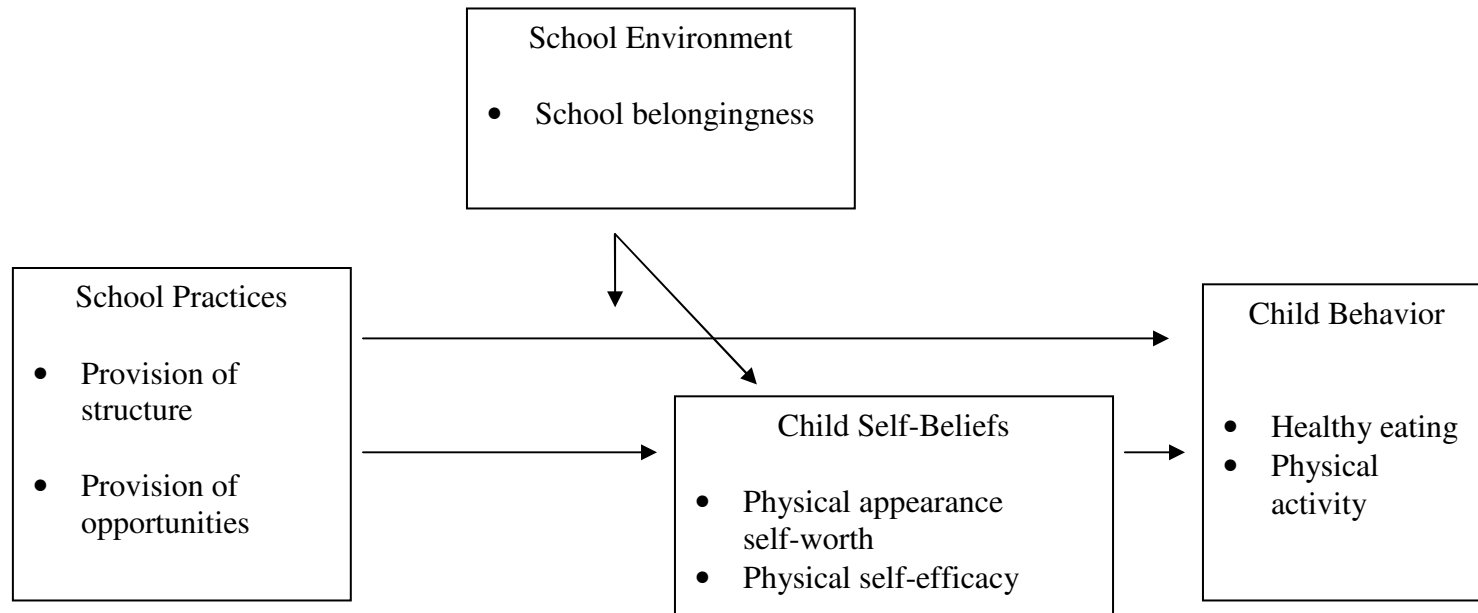 School Environment
• School belongingness
School Practices
• Provision of
structure
• Provision of
opportunities
Child Self-Beliefs
• Physical appearance
self-worth
• Physical self-efficacy
Child Behavior
• Healthy eating
• Physical
activity